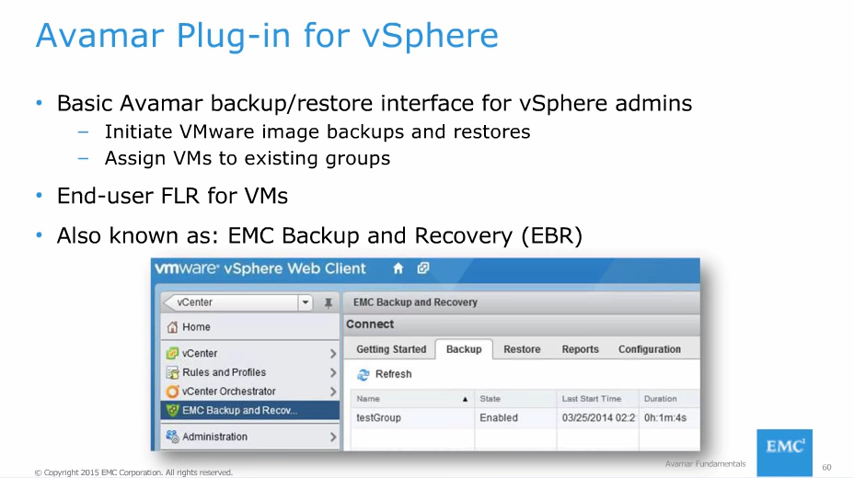 Avamar Plug-in for vSphere
• Basic Avamar backup/restore interface for vSphere admins
– Initiate VMware image backups and restores
– Assign VMs to existing groups
• End-user FLR for VMs
• Also known as: EMC Backup and Recovery (EBR)
vmware® vSphere Web Client
vCenter
Home
vCenter
Rules and Profiles
vCenter Orchestrator
EMC Backup and Recov...
Administration
EMC Backup and Recovery
Connect
Getting Started Backup Restore Reports Configuration
Refresh
Name State Last Start Time Duration
testGroup Enabled 03/25/2014 02:2 0h:1m:4s
© Copyright 2015 EMC Corporation. All rights reserved.
Avamar Fundamentals
EMC²
60